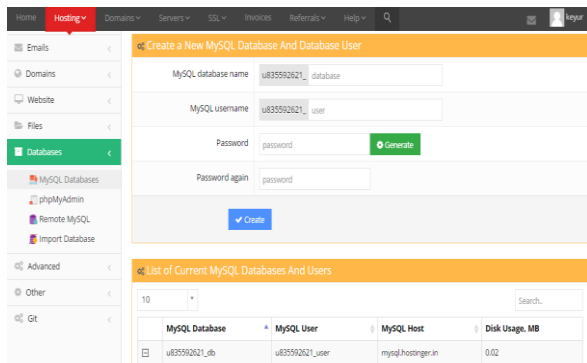 Home Hosting Domains Servers SSL Invoices Referrals Help keyur
Emails
Domains
Website
Files
Databases
MySQL Databases
phpMyAdmin
Remote MySQL
Import Database
Advanced
Other
Git
Create a New MySQL Database And Database User
MySQL database name u835592621_ database
MySQL username u835592621_ user
Password password Generate
Password again password
Create
List of Current MySQL Databases And Users
10 Search..
MySQL Database MySQL User MySQL Host Disk Usage, MB
u835592621_db u835592621_user mysql.hostinger.in 0.02